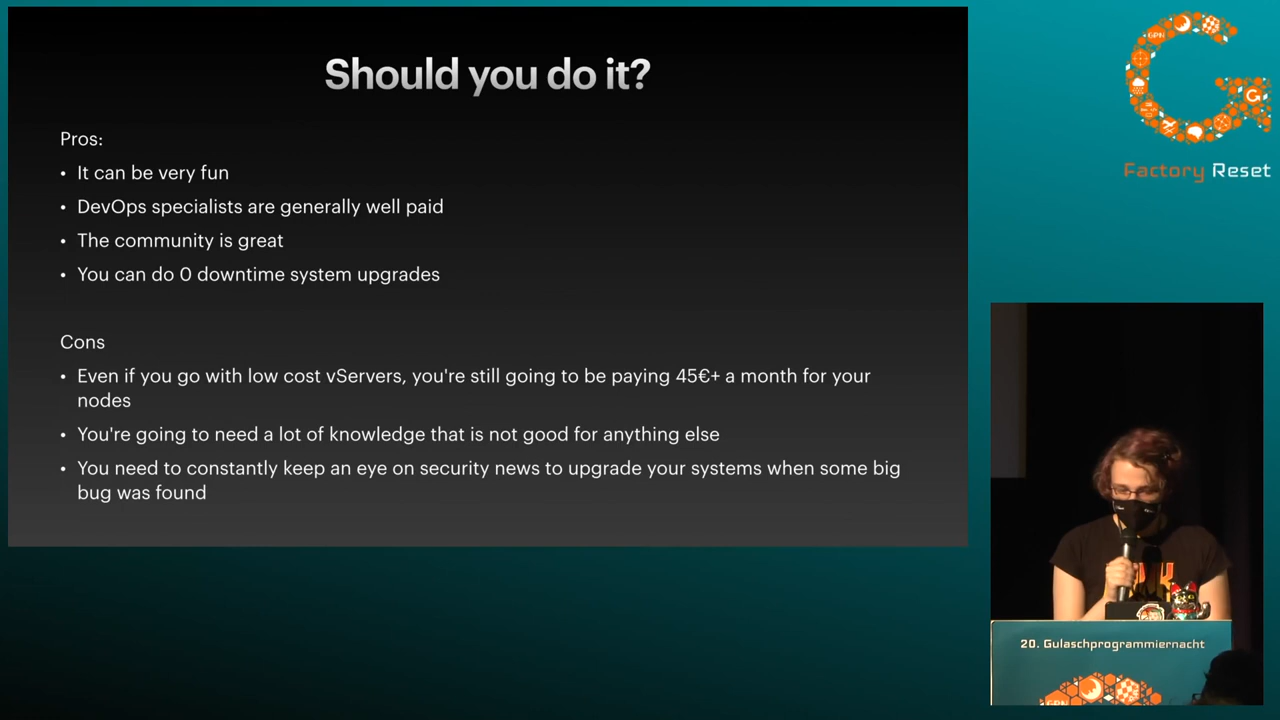 Should you do it?
Pros:
• It can be very fun
• DevOps specialists are generally well paid
• The community is great
• You can do 0 downtime system upgrades
Cons
• Even if you go with low cost vServers, you're still going to be paying 45€+ a month for your
nodes
• You're going to need a lot of knowledge that is not good for anything else
• You need to constantly keep an eye on security news to upgrade your systems when some big
bug was found
GPN
Factory Reset
20. Gulaschprogrammiernacht
GPN